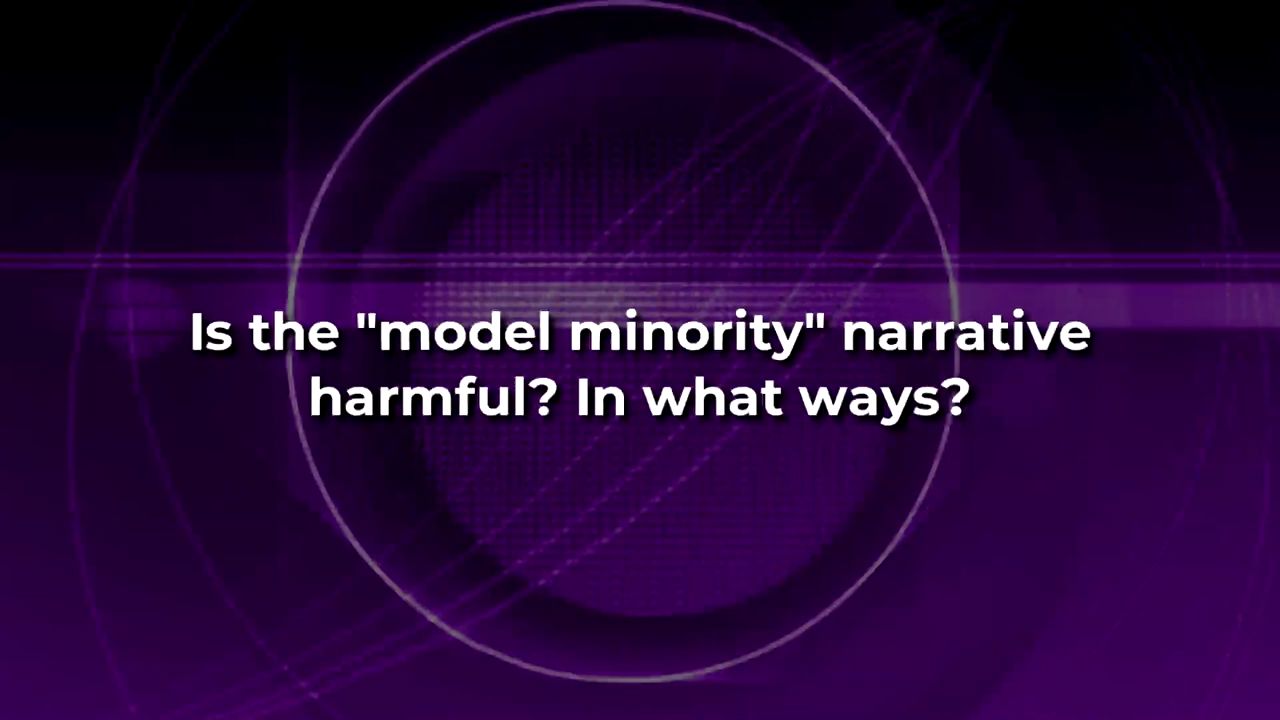 Is the "model minority" narrative
harmful? In what ways?